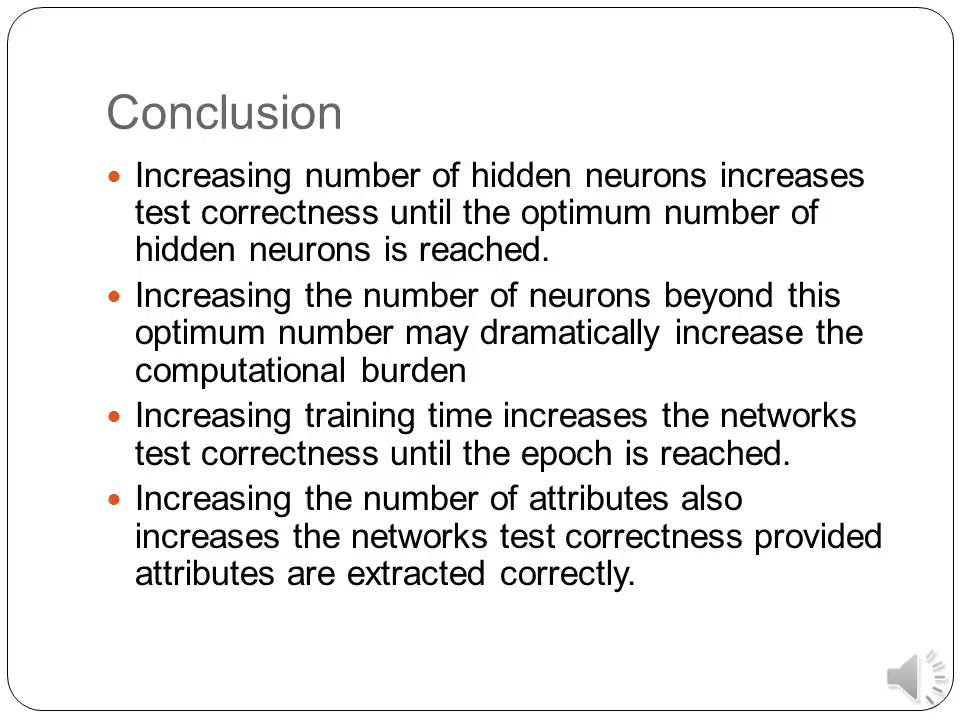 Conclusion
Increasing number of hidden neurons increases
test correctness until the optimum number of
hidden neurons is reached.
Increasing the number of neurons beyond this
optimum number may dramatically increase the
computational burden
Increasing training time increases the networks
test correctness until the epoch is reached.
Increasing the number of attributes also
increases the networks test correctness provided
attributes are extracted correctly.